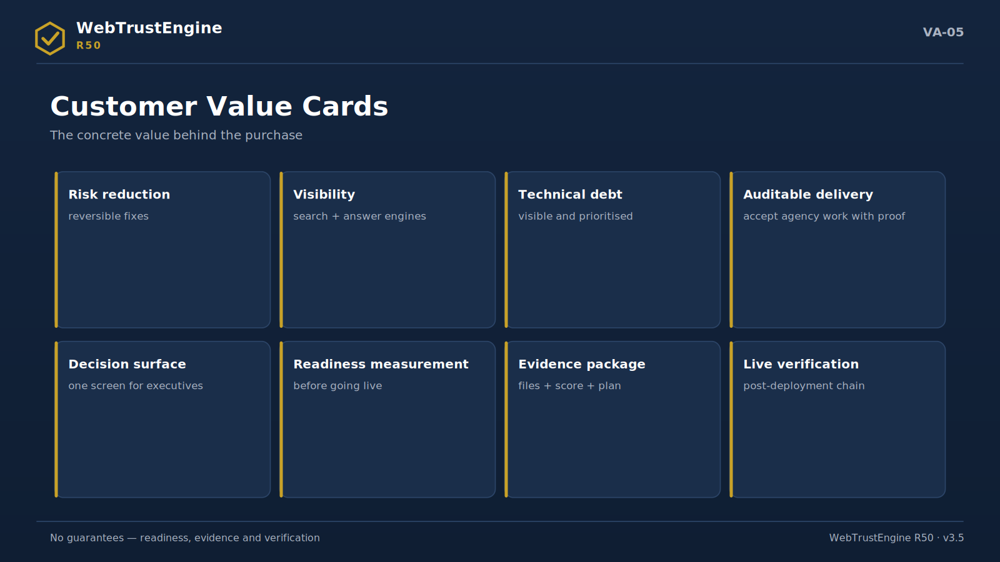 WebTrustEngine
R50
VA-05
Customer Value Cards
The concrete value behind the purchase
Risk reduction
reversible fixes
Visibility
search + answer engines
Technical debt
visible and prioritised
Auditable delivery
accept agency work with proof
Decision surface
one screen for executives
Readiness measurement
before going live
Evidence package
files + score + plan
Live verification
post-deployment chain
No guarantees — readiness, evidence and verification
WebTrustEngine R50 · v3.5